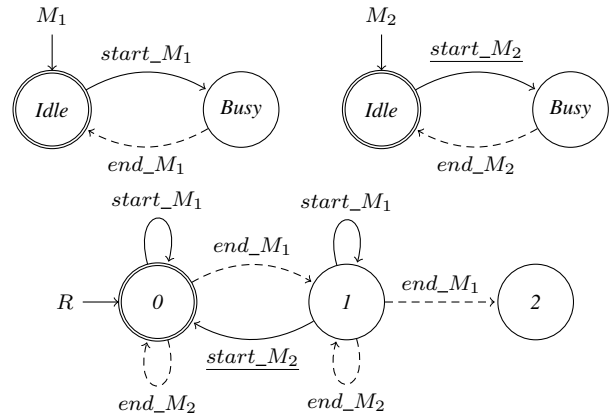 M1 M2
start_M1 start_M2
Idle Busy Idle Busy
end_M1 end_M2
start_M1 start_M1
end_M1
end_M1
R 0 1 2
start_M2
end_M2 end_M2